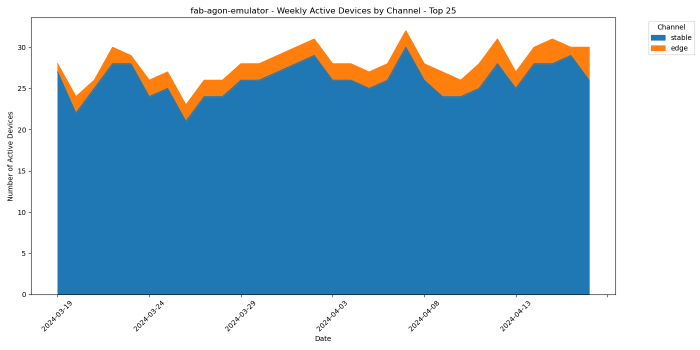 fab-agon-emulator - Weekly Active Devices by Channel - Top 25
Channel
stable
edge
Number of Active Devices
30
25
20
15
10
5
0
2024-03-19
2024-03-24
2024-03-29
2024-04-03
2024-04-08
2024-04-13
Date